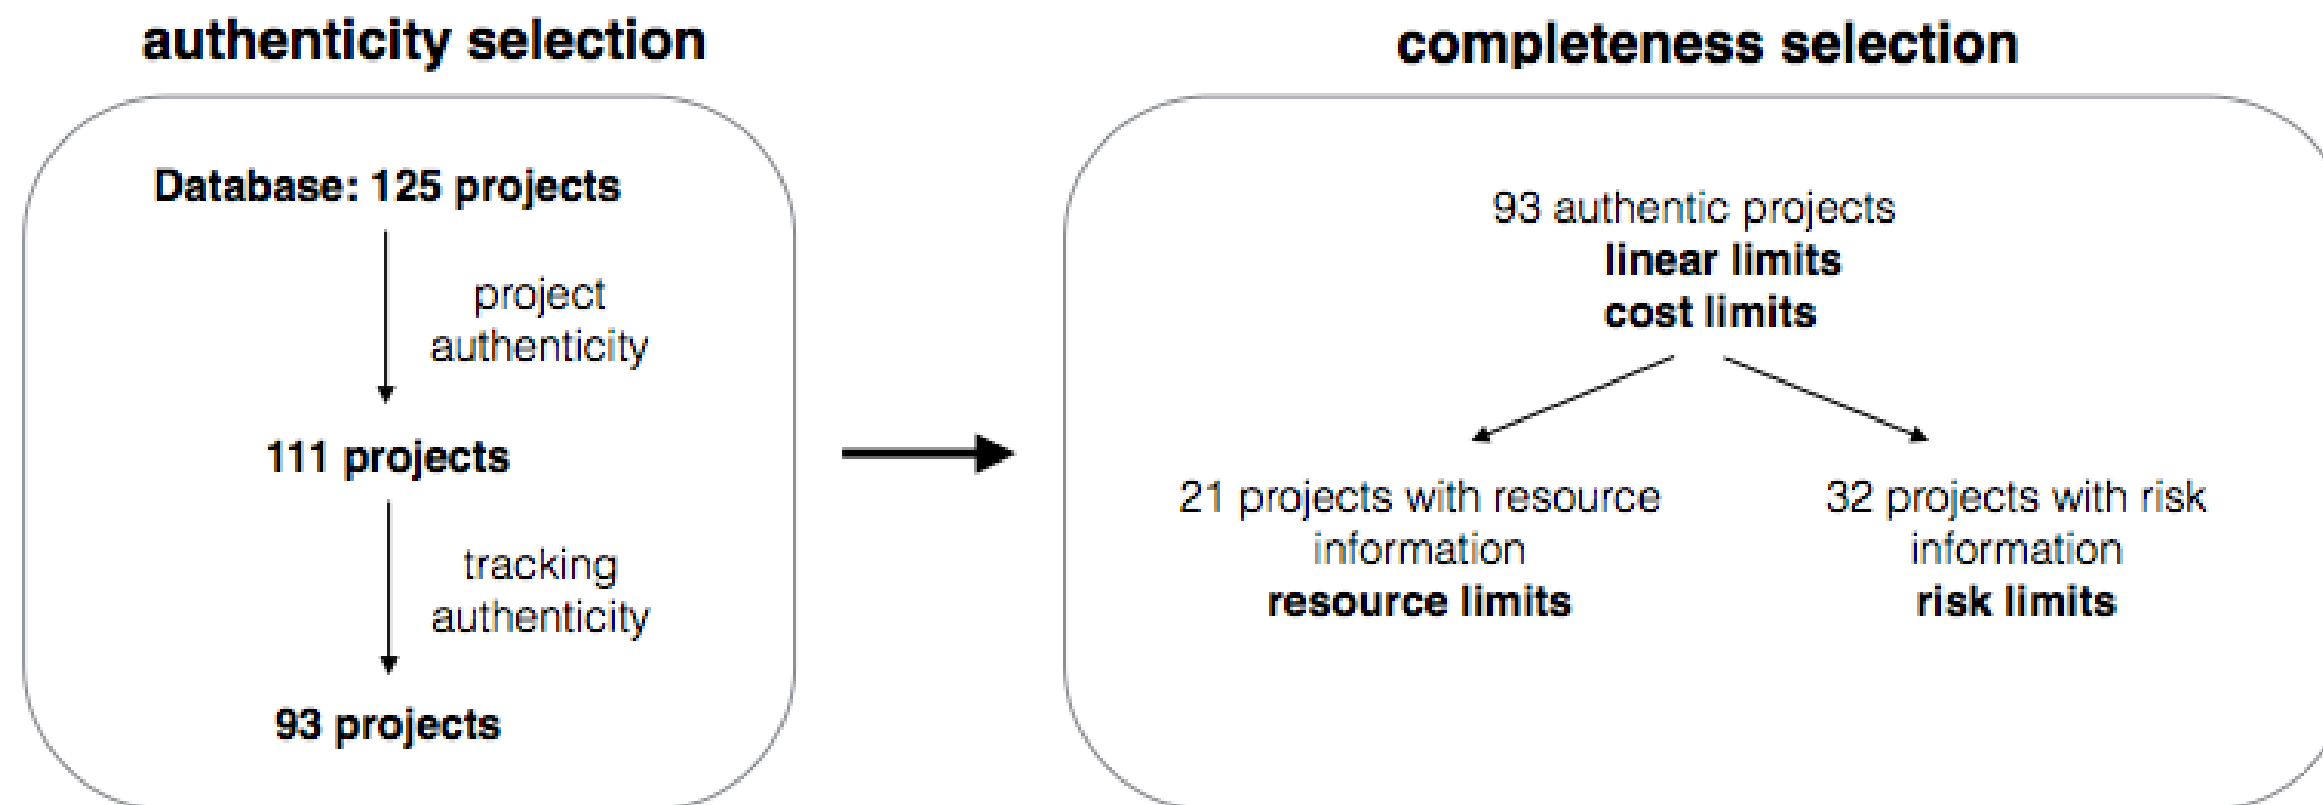 authenticity selection
Database: 125 projects
project
authenticity
111 projects
tracking
authenticity
93 projects
completeness selection
93 authentic projects
linear limits
cost limits
21 projects with resource
information
resource limits
32 projects with risk
information
risk limits